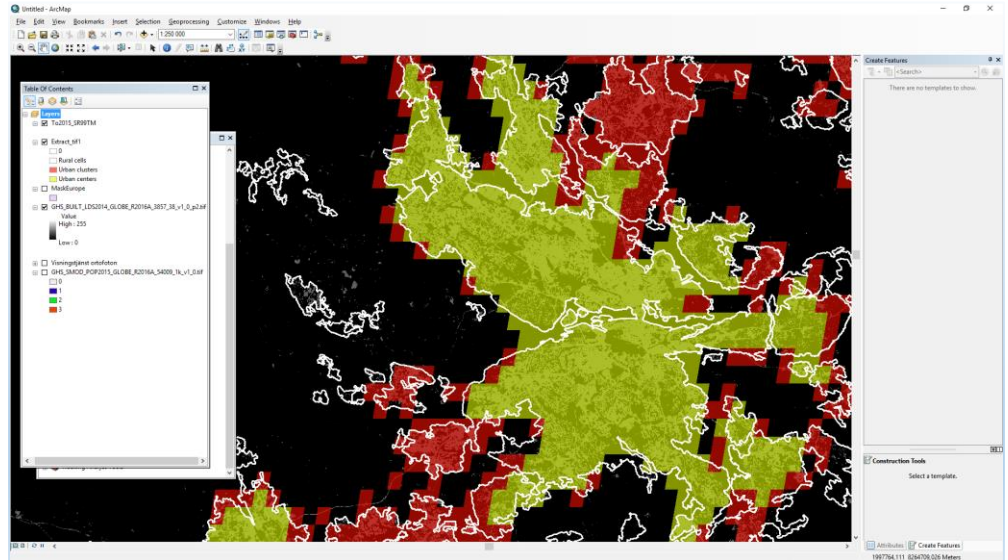 Untitled - ArcMap
File Edit View Bookmarks Insert Selection Geoprocessing Customize Windows Help
1:250 000
Table Of Contents
Layers
To2015_SR99TM
Extract_tif1
0
Rural cells
Urban clusters
Urban centers
MaskEurope
GHS_BUILT_LDS2014_GLOBE_R2016A_3857_38_v1_0_p2.tif
Value
High : 255
Low : 0
Visningstjänst ortofoton
GHS_SMOD_POP2015_GLOBE_R2016A_54009_1k_v1_0.tif
0
1
2
3
Create Features
<Search>
There are no templates to show.
Construction Tools
Select a template.
Attributes
Create Features
1997764,111 8264709,026 Meters